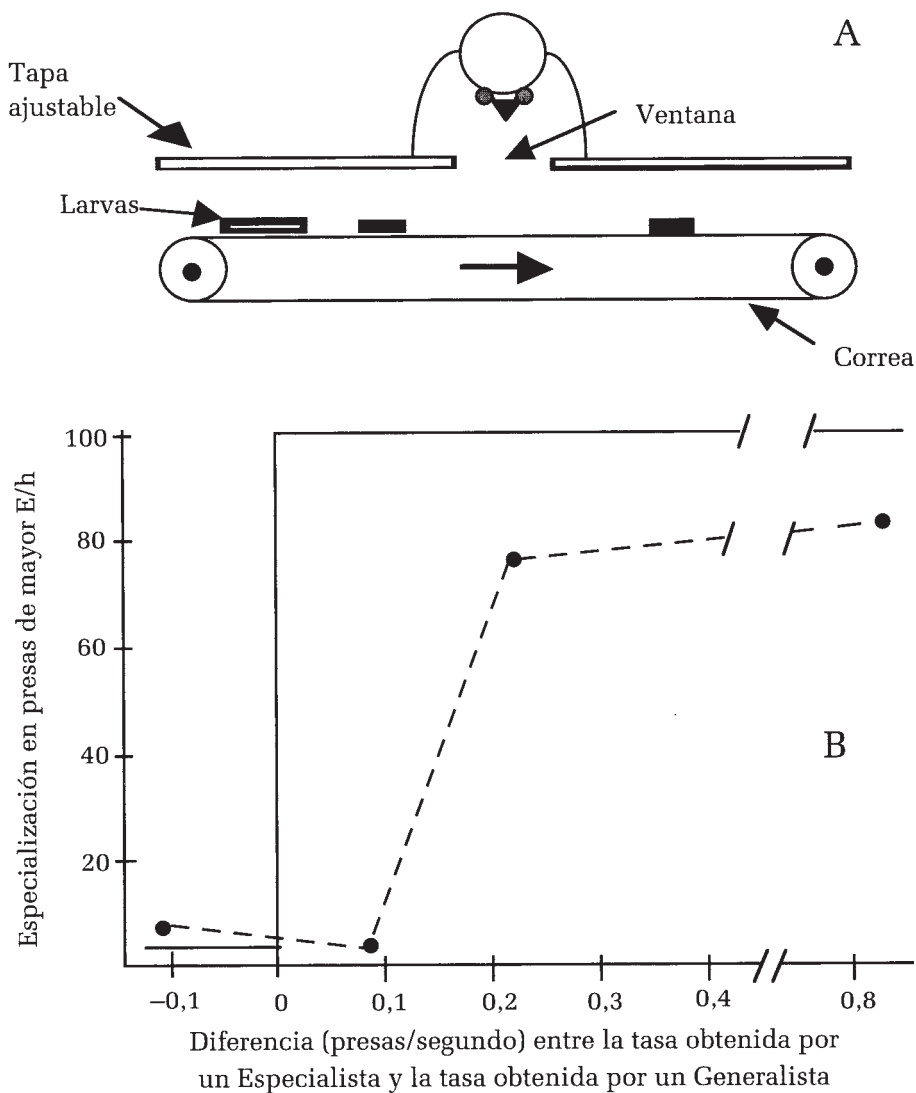 A
Tapa
ajustable
Ventana
Larvas
Correa
100
80
60
40
20
Especialización en presas de mayor E/h
B
–0,1
0
0,1
0,2
0,3
0,4
0,8
Diferencia (presas/segundo) entre la tasa obtenida por
un Especialista y la tasa obtenida por un Generalista